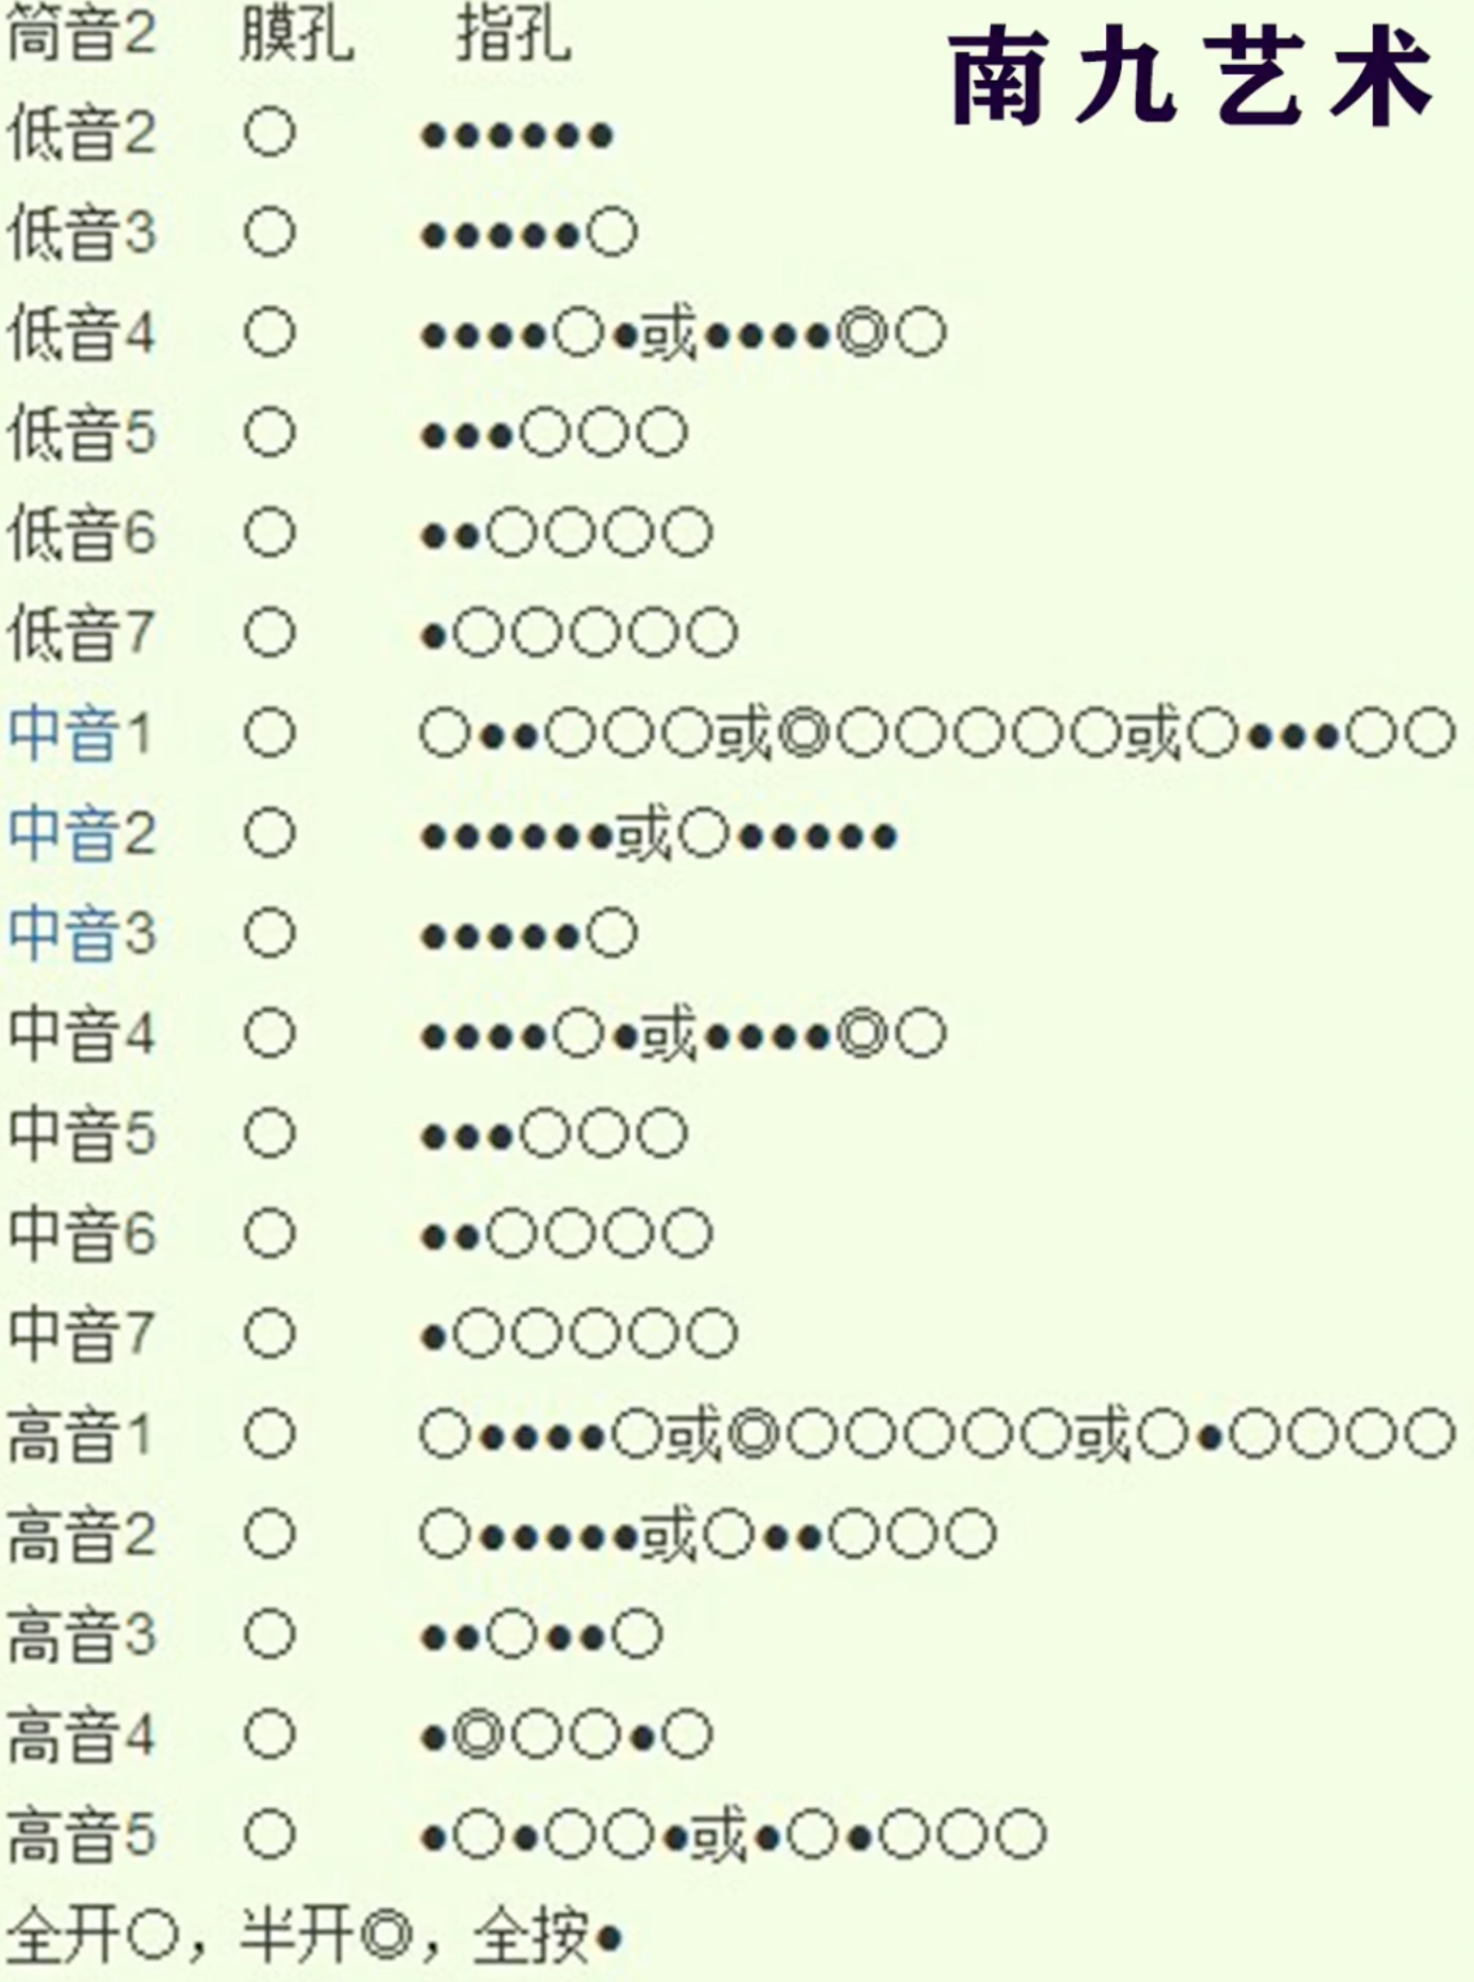 筒音2 膜孔 指孔
南九艺术
低音2 ○ ●●●●●●
低音3 ○ ●●●●●○
低音4 ○ ●●●●○●或●●●●◎○
低音5 ○ ●●●○○○
低音6 ○ ●●○○○○
低音7 ○ ●○○○○○
中音1 ○ ○●●○○○或◎○○○○○或○●●●○○
中音2 ○ ●●●●●●或○●●●●●
中音3 ○ ●●●●●○
中音4 ○ ●●●●○●或●●●●◎○
中音5 ○ ●●●○○○
中音6 ○ ●●○○○○
中音7 ○ ●○○○○○
高音1 ○ ○●●●●○或◎○○○○○或○●○○○○
高音2 ○ ○●●●●●或○●●○○○
高音3 ○ ●●○●●○
高音4 ○ ●◎○○●○
高音5 ○ ●○●○○●或●○●○○○
全开○，半开◎，全按●